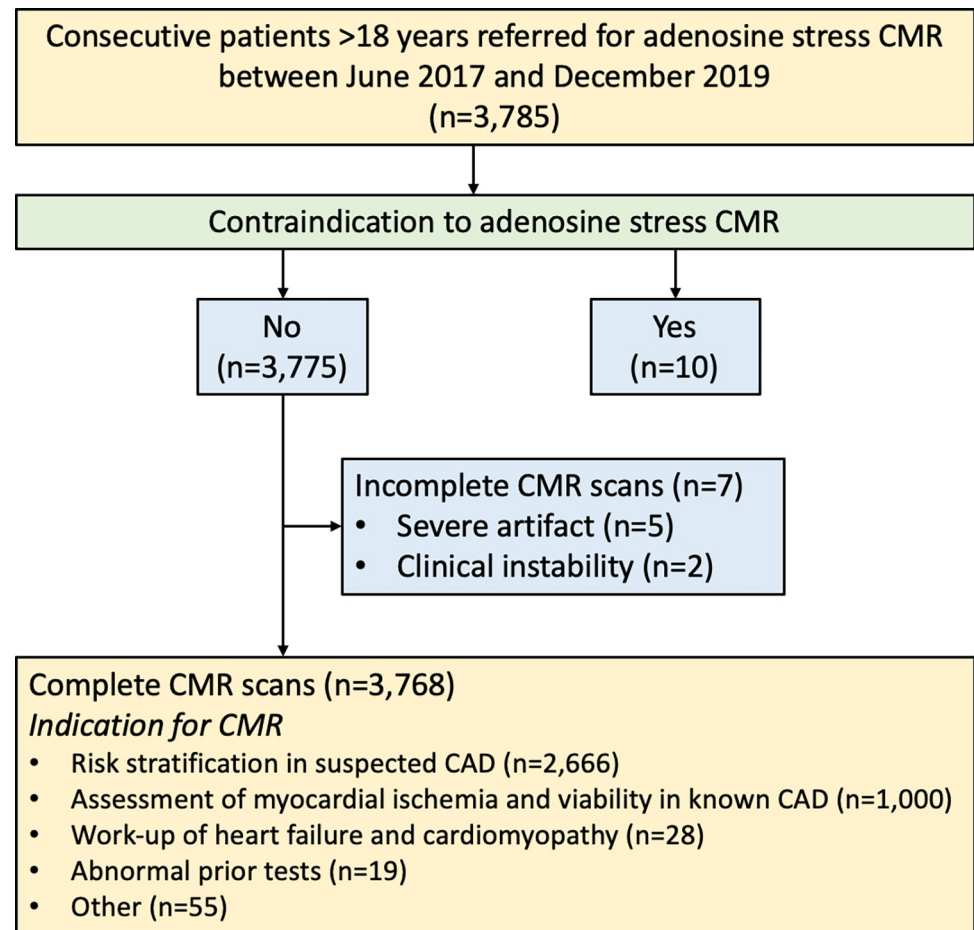 Consecutive patients >18 years referred for adenosine stress CMR
between June 2017 and December 2019
(n=3,785)
Contraindication to adenosine stress CMR
No
(n=3,775)
Yes
(n=10)
Incomplete CMR scans (n=7)
• Severe artifact (n=5)
• Clinical instability (n=2)
Complete CMR scans (n=3,768)
Indication for CMR
• Risk stratification in suspected CAD (n=2,666)
• Assessment of myocardial ischemia and viability in known CAD (n=1,000)
• Work-up of heart failure and cardiomyopathy (n=28)
• Abnormal prior tests (n=19)
• Other (n=55)